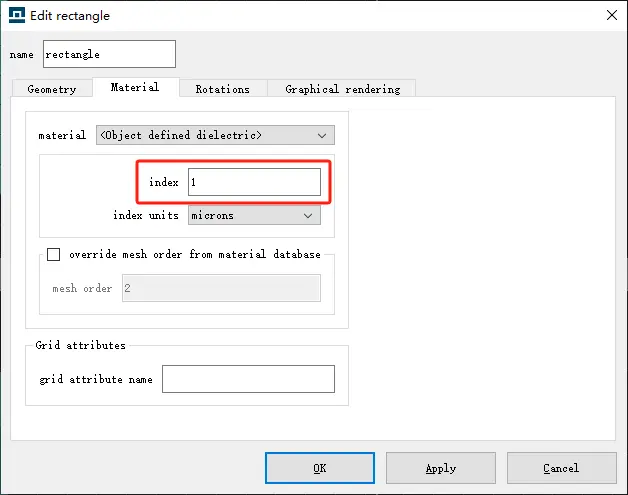 Edit rectangle
name rectangle
Geometry Material Rotations Graphical rendering
material <Object defined dielectric>
index 1
index units microns
override mesh order from material database
mesh order 2
Grid attributes
grid attribute name
OK Apply Cancel